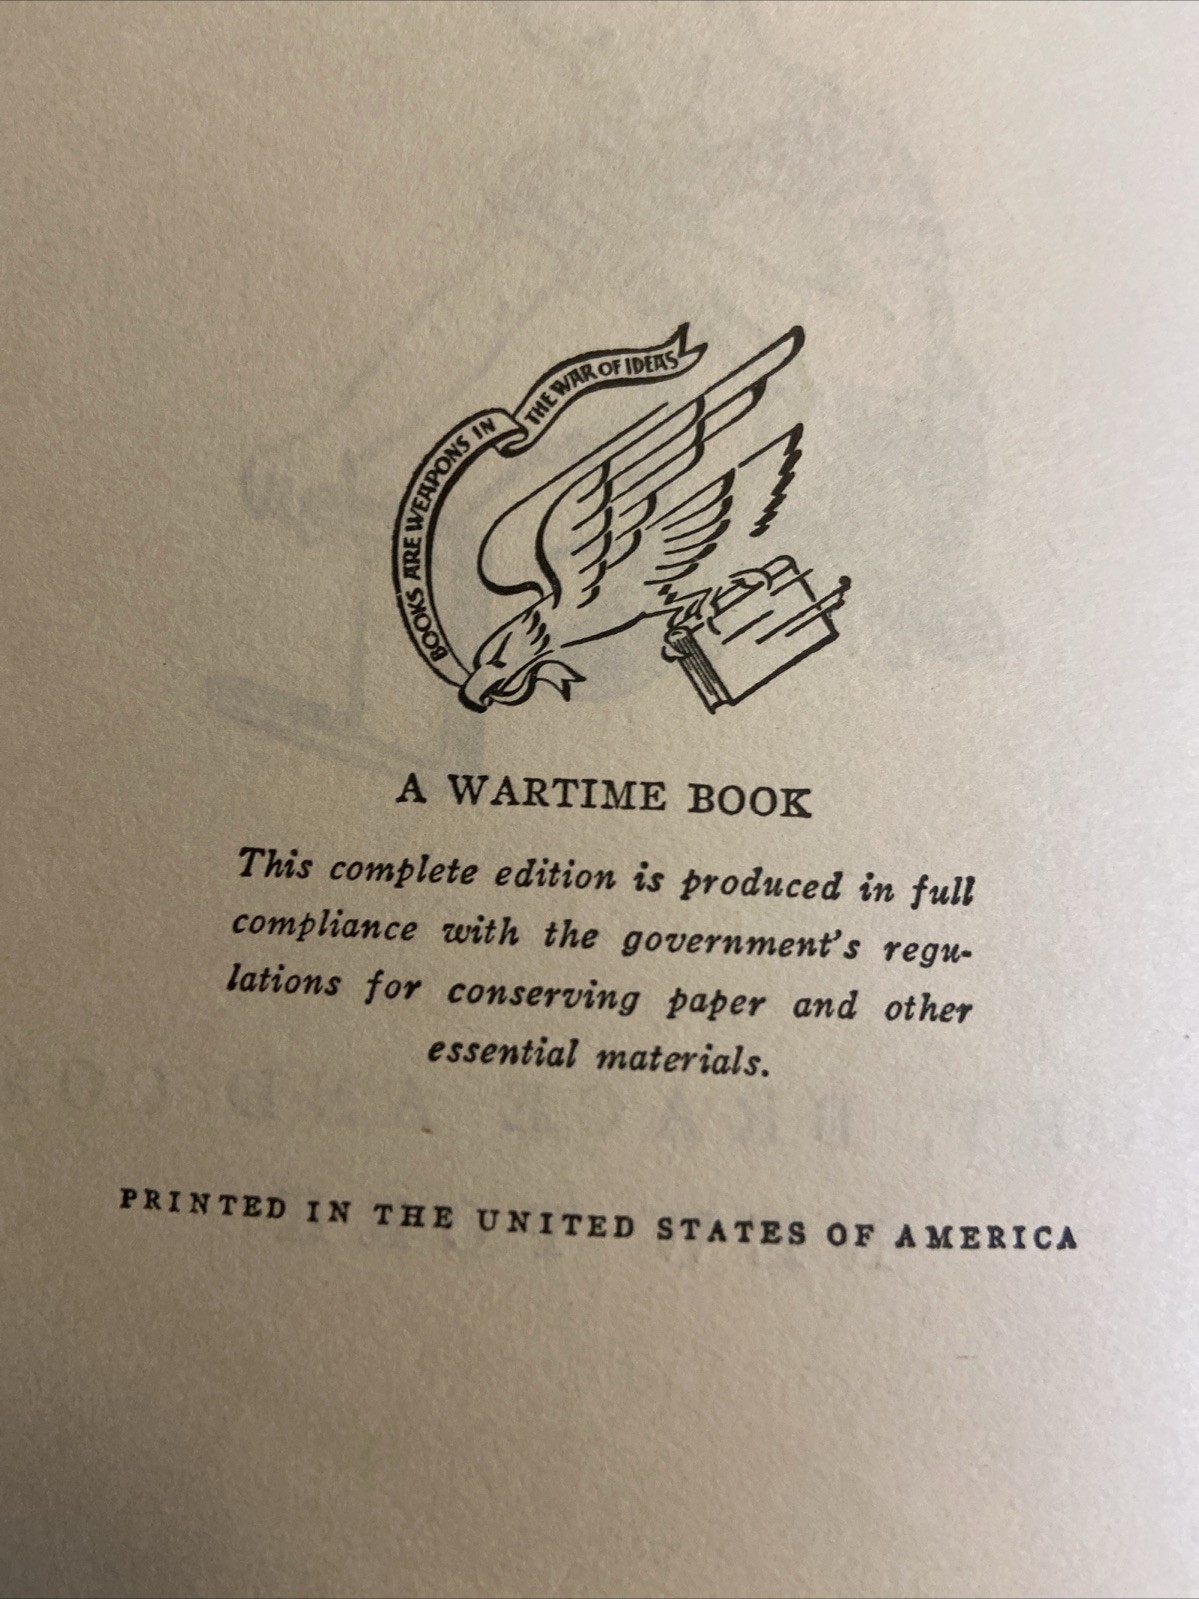 BOOKS ARE WEAPONS IN THE WAR OF IDEAS
A WARTIME BOOK
This complete edition is produced in full
compliance with the government's regu-
lations for conserving paper and other
essential materials.
PRINTED IN THE UNITED STATES OF AMERICA